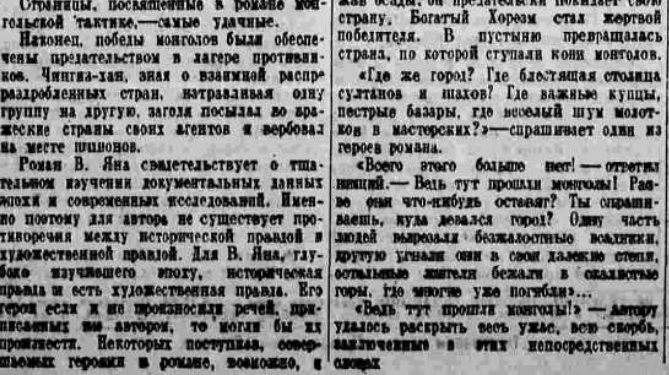 Страницы, посвященные в романе мон-
гольской тактике,—самые удачные.
Наконец, победы монголов были обеспе-
чены предательством в лагере противни-
ков. Чингиз-хан, зная о взаимной распре
раздробленных стран, натравливая одну
группу на другую, загодя посылал во вра-
жеские страны своих агентов и вербовал
на месте шпионов.
Роман В. Яна свидетельствует о тща-
тельном изучении документальных данных
эпохи и современных исследований. Имен-
но поэтому для автора не существует про-
тиворечия между исторической правдой и
художественной правдой. Для В. Яна, глу-
боко изучившего эпоху, историческая
правда и есть художественная правда. Его
герои если и не произносили речей, при-
писанных им автором, то могли бы их
произнести. Некоторых поступков, совер-
шаемых героями в романе, возможно, и
осады, он предательски покидает свою
страну. Богатый Хорезм стал жертвой
победителя. В пустыню превращалась
страна, по которой ступали кони монголов.
«Где же город? Где блестящая столица
султанов и шахов? Где важные купцы,
пестрые базары, где веселый шум молот-
ков в мастерских?»—спрашивает один из
героев романа.
«Всего этого больше нет! — ответил
нищий.— Ведь тут прошли монголы! Раз-
ве они что-нибудь оставят? Ты спраши-
ваешь, куда девался город? Одну часть
людей вырезали безжалостные всадники,
другую угнали они в свои далекие степи,
остальные жители бежали в скалистые
горы, где многие уже погибли»...
«Ведь тут прошли монголы!» — автору
удалось раскрыть весь ужас, всю скорбь,
заключенные в этих непосредственных
словах